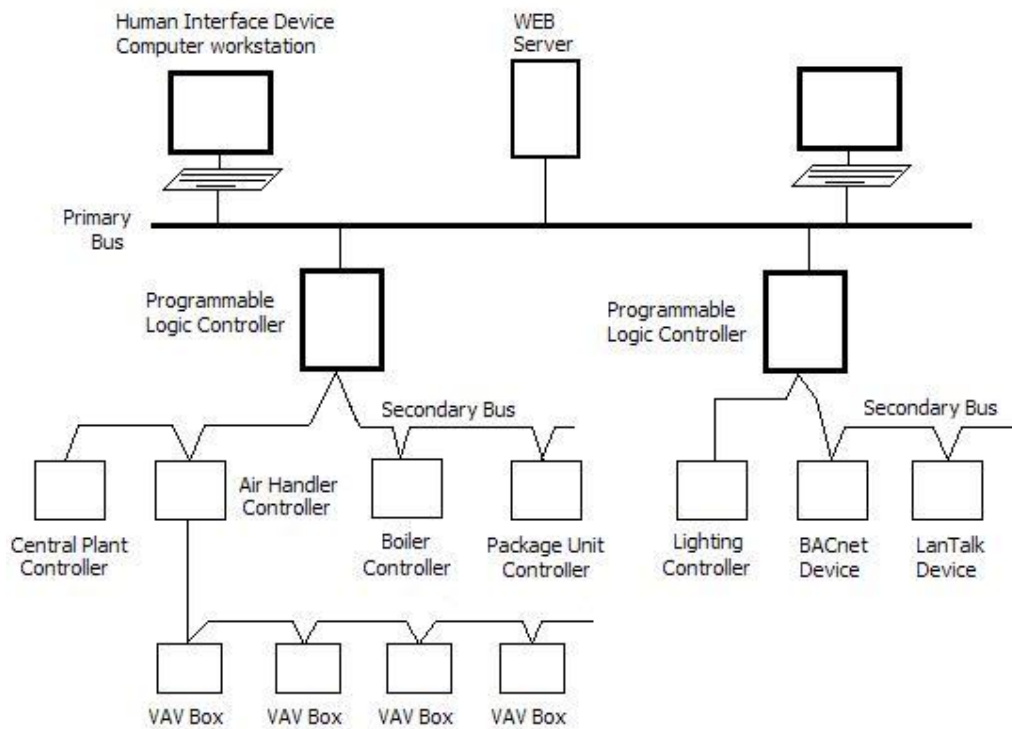 Human Interface Device
Computer workstation
WEB
Server
Primary
Bus
Programmable
Logic Controller
Programmable
Logic Controller
Secondary Bus
Secondary Bus
Air Handler
Controller
Central Plant
Controller
Boiler
Controller
Package Unit
Controller
Lighting
Controller
BACnet
Device
LanTalk
Device
VAV Box
VAV Box
VAV Box
VAV Box